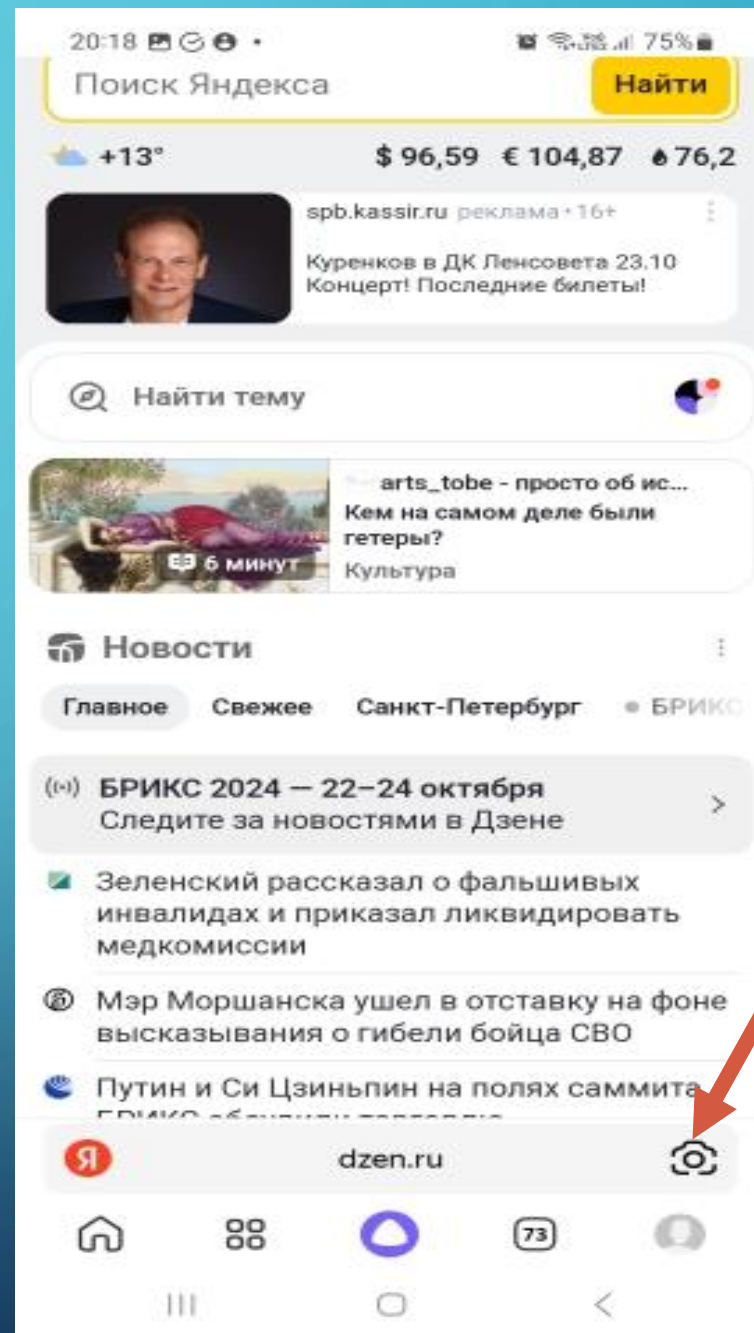 20:18
75%
Поиск Яндекса
Найти
+13°
$ 96,59 € 104,87 76,2
spb.kassir.ru реклама • 16+
Куренков в ДК Ленсовета 23.10
Концерт! Последние билеты!
Найти тему
arts_tobe - просто об ис...
Кем на самом деле были
гетеры?
6 минут
Культура
Новости
Главное Свежее Санкт-Петербург • БРИКС
БРИКС 2024 — 22–24 октября
Следите за новостями в Дзене
Зеленский рассказал о фальшивых
инвалидах и приказал ликвидировать
медкомиссии
Мэр Моршанска ушел в отставку на фоне
высказывания о гибели бойца СВО
Путин и Си Цзиньпин на полях саммита
Я
dzen.ru
73